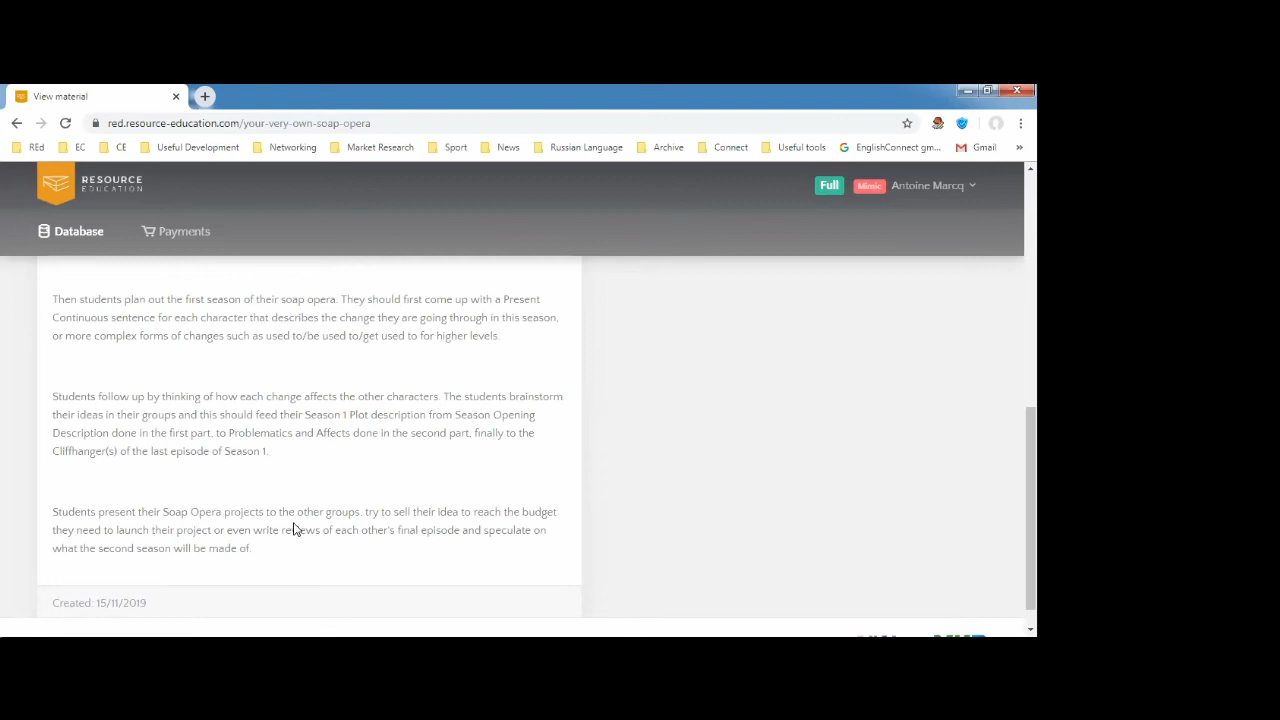 View material
red.resource-education.com/your-very-own-soap-opera
REd EC CE Useful Development Networking Market Research Sport News Russian Language Archive Connect Useful tools EnglishConnect gm... Gmail »
RESOURCE
EDUCATION
Full Mimic Antoine Marcq
Database Payments
Then students plan out the first season of their soap opera. They should first come up with a Present
Continuous sentence for each character that describes the change they are going through in this season,
or more complex forms of changes such as used to/be used to/get used to for higher levels.
Students follow up by thinking of how each change affects the other characters. The students brainstorm
their ideas in their groups and this should feed their Season 1 Plot description from Season Opening
Description done in the first part, to Problematics and Affects done in the second part, finally to the
Cliffhanger(s) of the last episode of Season 1.
Students present their Soap Opera projects to the other groups, try to sell their idea to reach the budget
they need to launch their project or even write reviews of each other's final episode and speculate on
what the second season will be made of.
Created: 15/11/2019